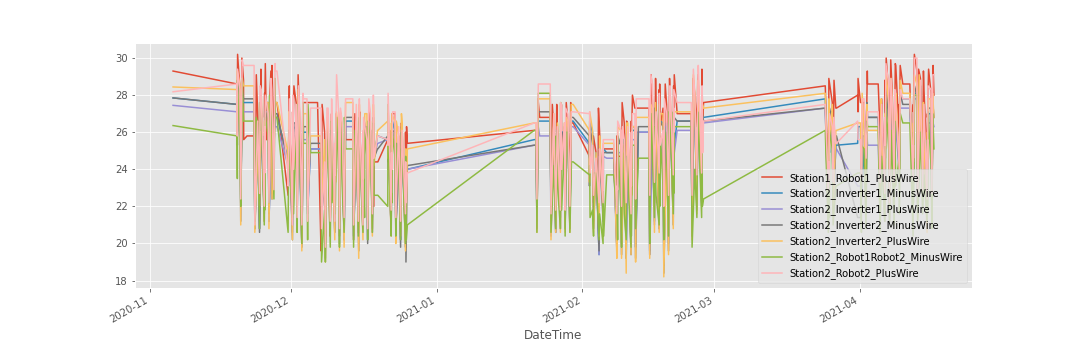 30
28
26
24
22
20
18
2020-11
2020-12
2021-01
2021-02
2021-03
2021-04
DateTime
Station1_Robot1_PlusWire
Station2_Inverter1_MinusWire
Station2_Inverter1_PlusWire
Station2_Inverter2_MinusWire
Station2_Inverter2_PlusWire
Station2_Robot1Robot2_MinusWire
Station2_Robot2_PlusWire